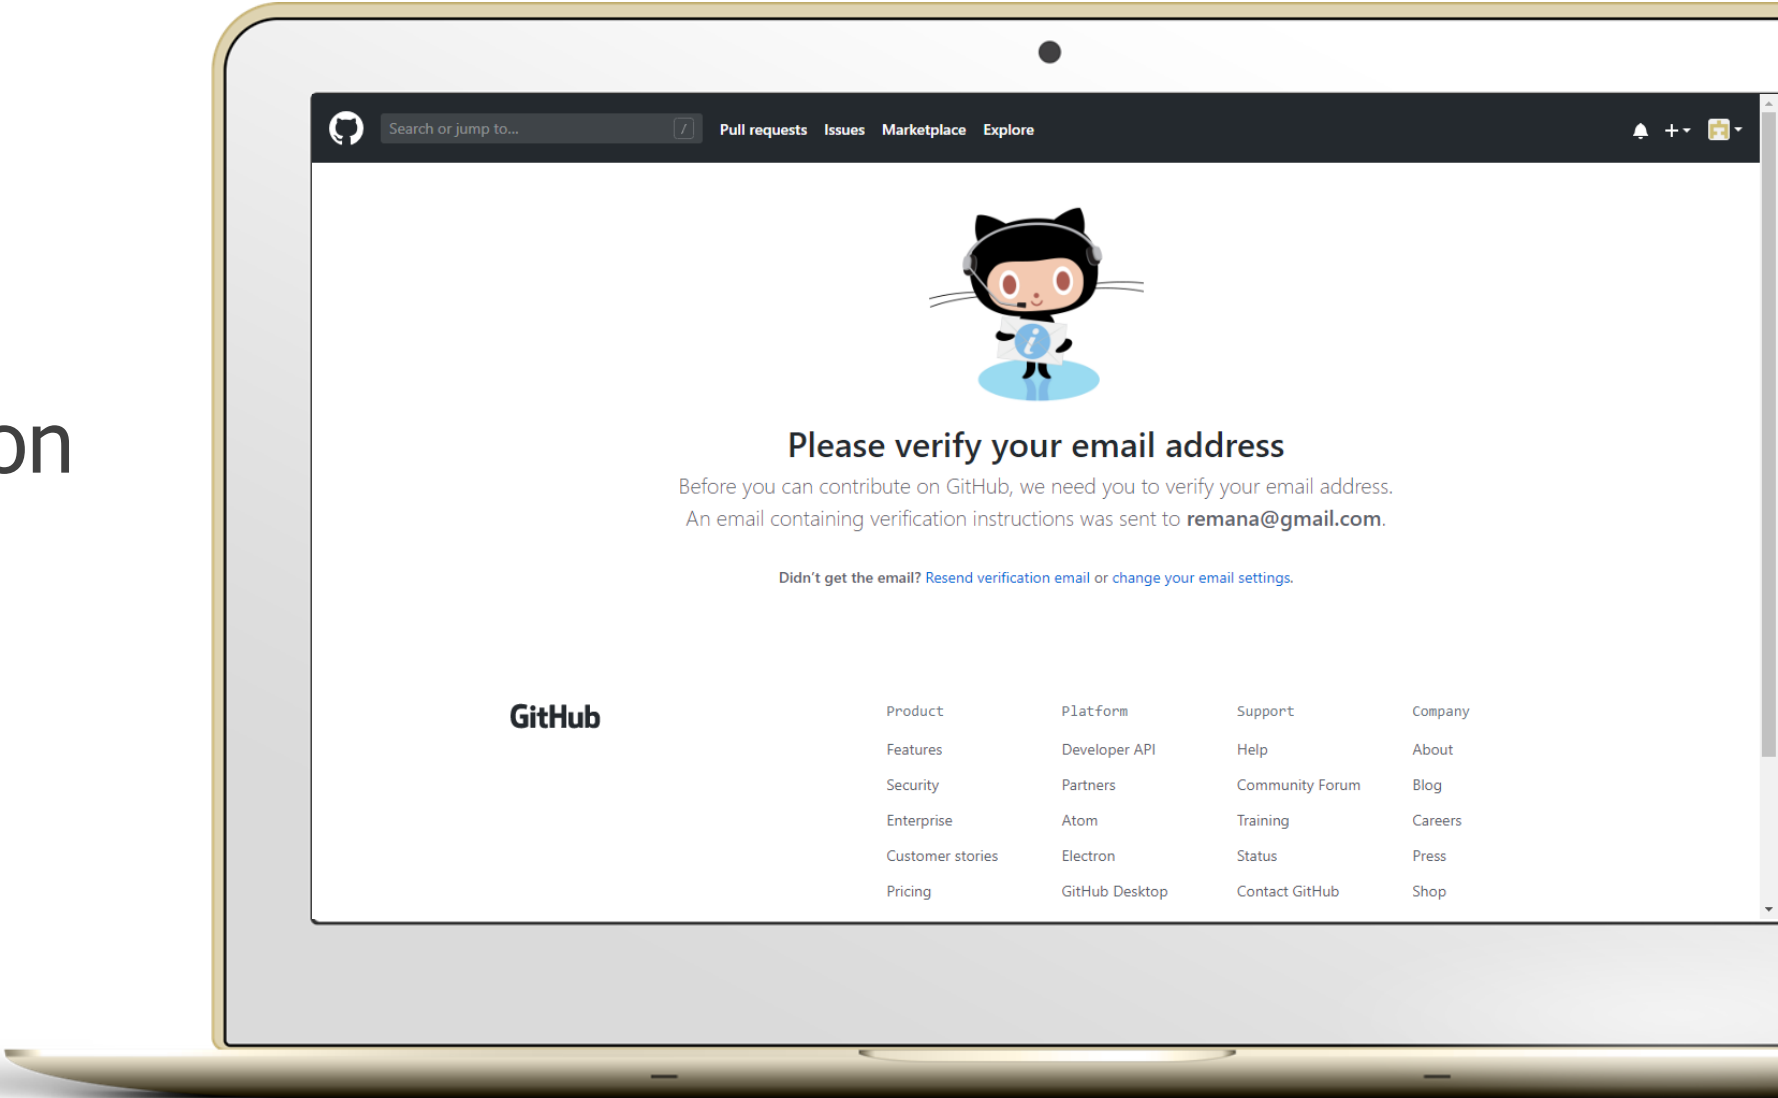 on
Search or jump to... /
Pull requests Issues Marketplace Explore
Please verify your email address
Before you can contribute on GitHub, we need you to verify your email address.
An email containing verification instructions was sent to remana@gmail.com.
Didn't get the email? Resend verification email or change your email settings.
GitHub
Product Platform Support Company
Features Developer API Help About
Security Partners Community Forum Blog
Enterprise Atom Training Careers
Customer stories Electron Status Press
Pricing GitHub Desktop Contact GitHub Shop